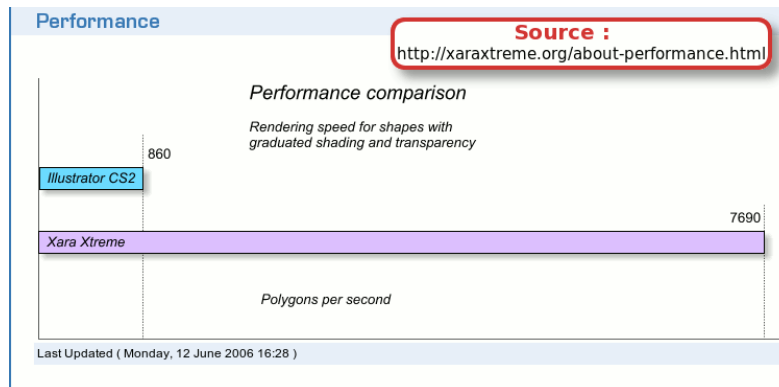 Performance
Source :
http://xaraxtreme.org/about-performance.html
Performance comparison
Rendering speed for shapes with
graduated shading and transparency
860
Illustrator CS2
7690
Xara Xtreme
Polygons per second
Last Updated ( Monday, 12 June 2006 16:28 )